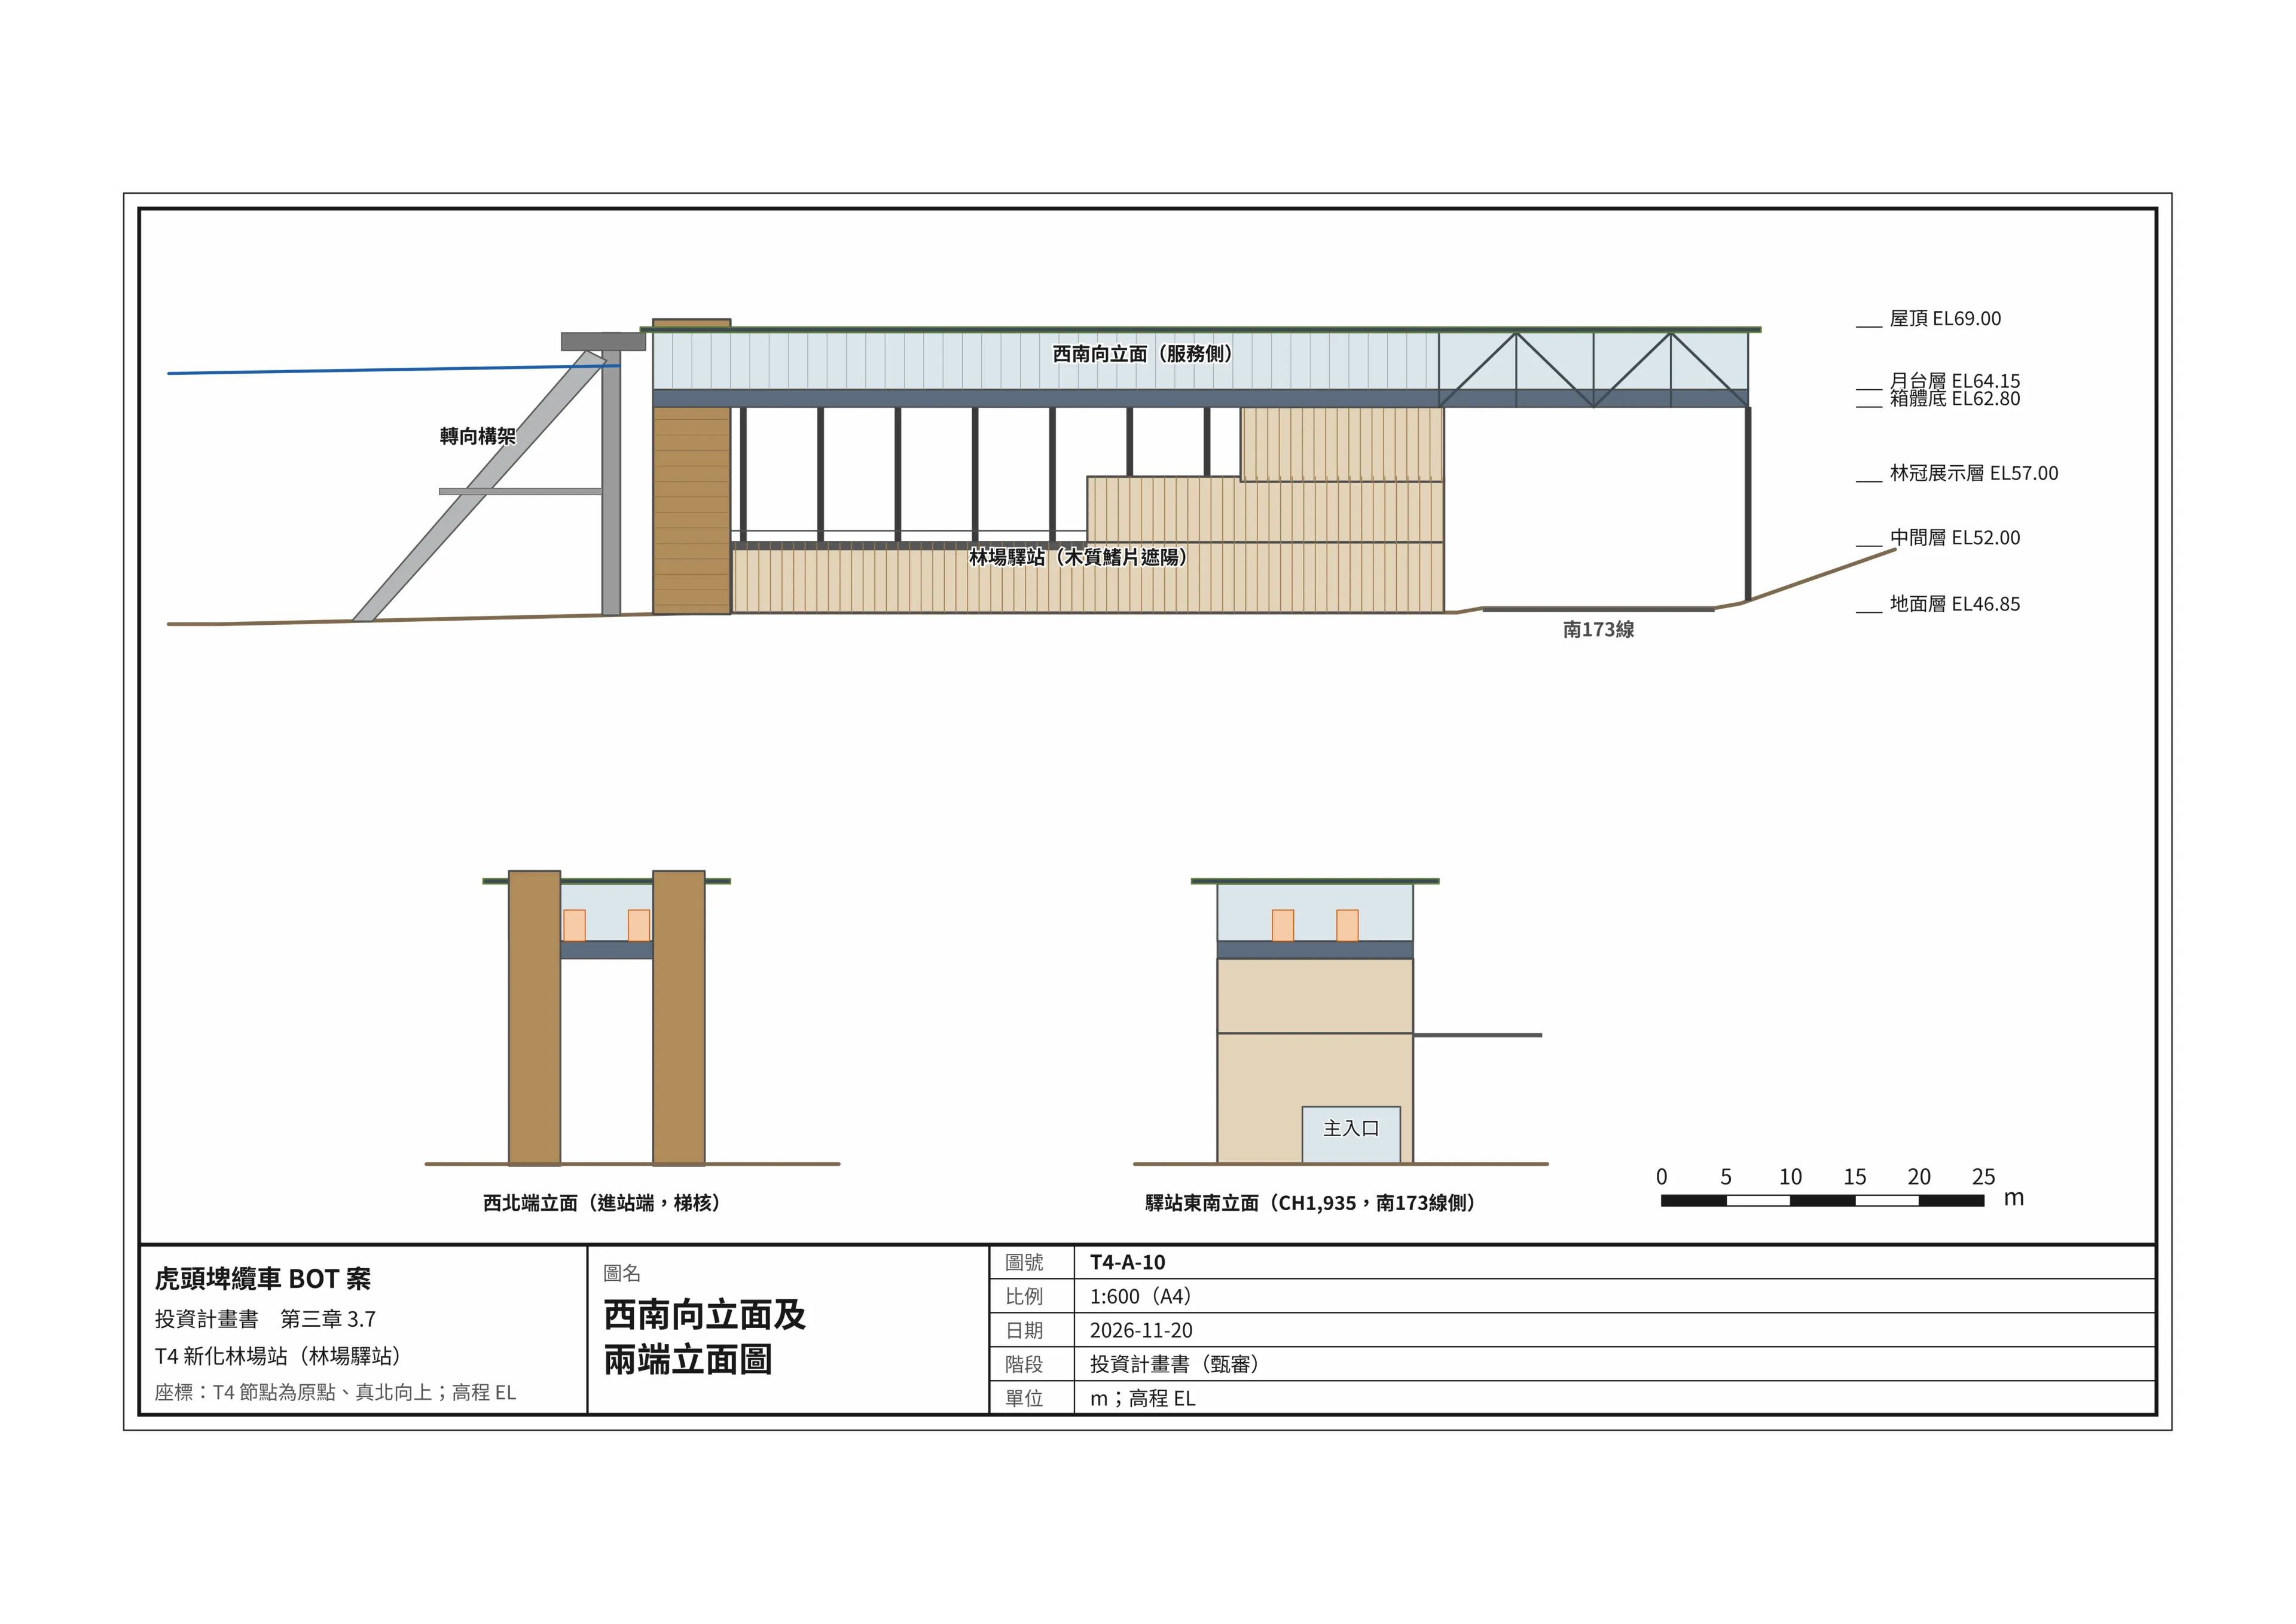 屋頂 EL69.00
西南向立面（服務側）
月台層 EL64.15
箱體底 EL62.80
轉向構架
林冠展示層 EL57.00
中間層 EL52.00
林場驛站（木質鰭片遮陽）
地面層 EL46.85
南173線
主入口
0 5 10 15 20 25
m
西北端立面（進站端，梯核）
驛站東南立面（CH1,935，南173線側）
虎頭埤纜車 BOT 案
投資計畫書　第三章 3.7
T4 新化林場站（林場驛站）
座標：T4 節點為原點、真北向上；高程 EL
圖名
西南向立面及
兩端立面圖
圖號 T4-A-10
比例 1:600（A4）
日期 2026-11-20
階段 投資計畫書（甄審）
單位 m；高程 EL